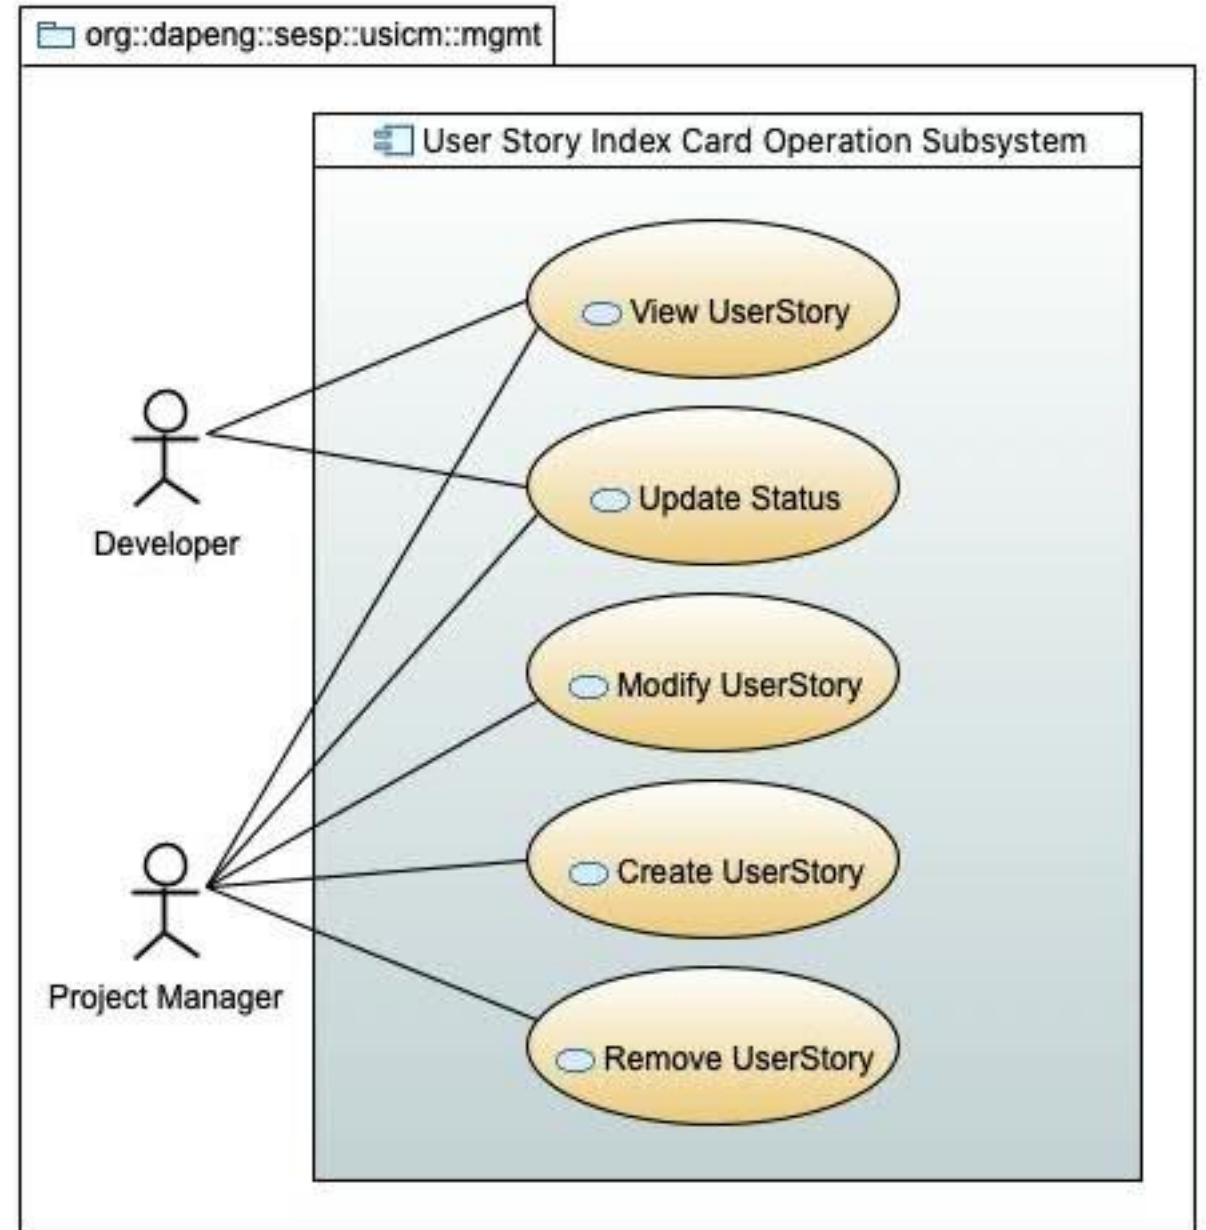 org::dapeng::sesp::usicm::mgmt
User Story Index Card Operation Subsystem
View UserStory
Update Status
Developer
Modify UserStory
Create UserStory
Project Manager
Remove UserStory